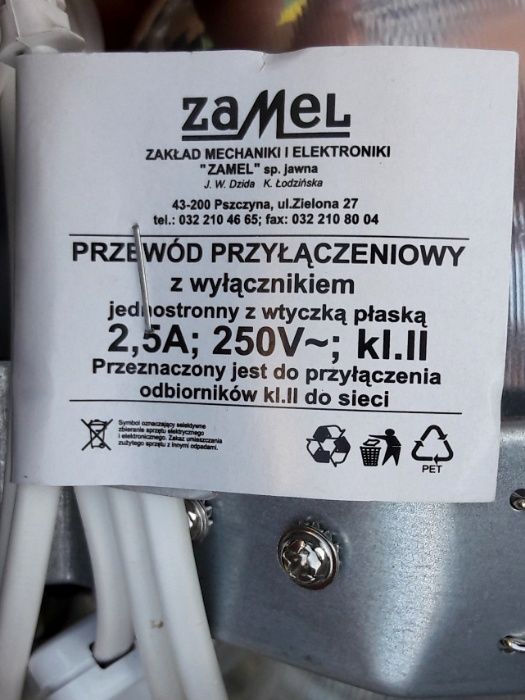 ZAMEL
ZAKŁAD MECHANIKI I ELEKTRONIKI
"ZAMEL" sp. jawna
J. W. Dzida K. Łodzińska
43-200 Pszczyna, ul.Zielona 27
tel.: 032 210 46 65; fax: 032 210 80 04
PRZEWÓD PRZYŁĄCZENIOWY
z wyłącznikiem
jednostronny z wtyczką płaską
2,5A; 250V~; kl.II
Przeznaczony jest do przyłączenia
odbiorników kl.II do sieci
Symbol oznaczający selektywne
zbieranie sprzętu elektrycznego
i elektronicznego. Zakaz umieszczania
zużytego sprzętu z innymi odpadami.
PET